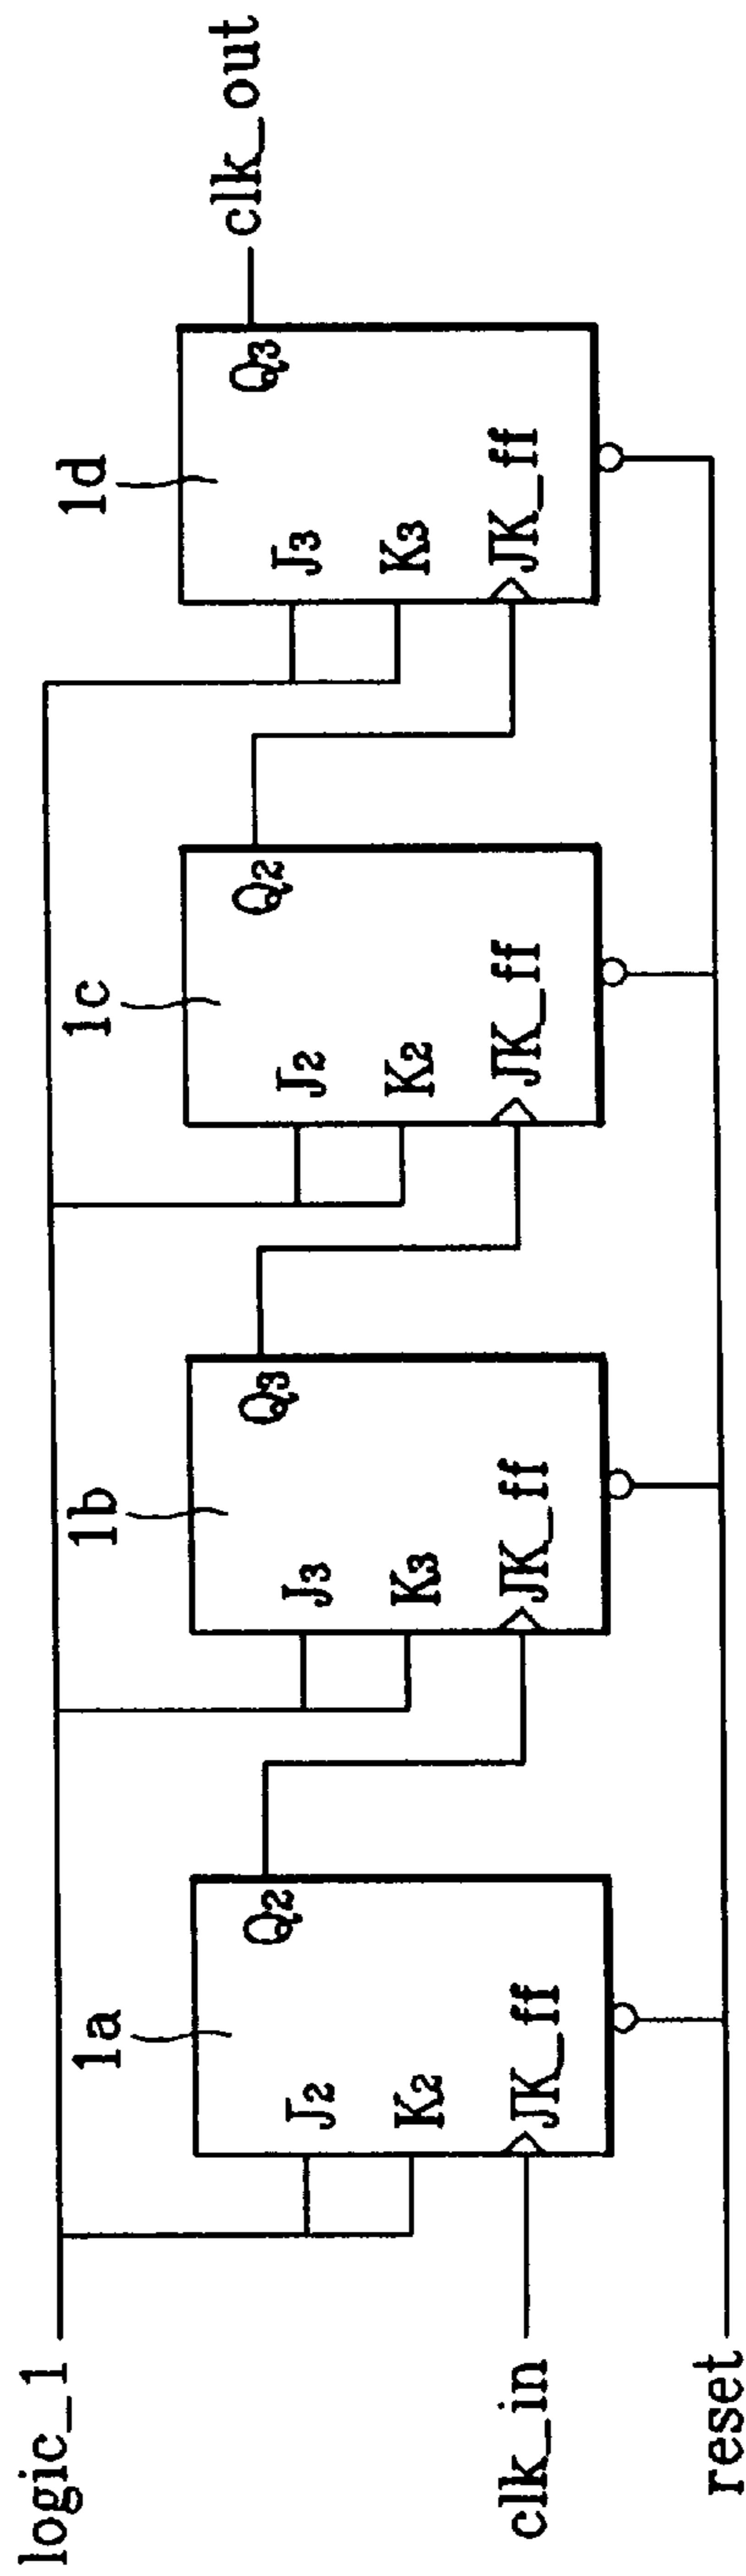 logic_1
clk_in
reset
1a
J2
K2
JK_ff
Q2
1b
J3
K3
JK_ff
Q3
1c
J2
K2
JK_ff
Q2
1d
J3
K3
JK_ff
Q3
clk_out